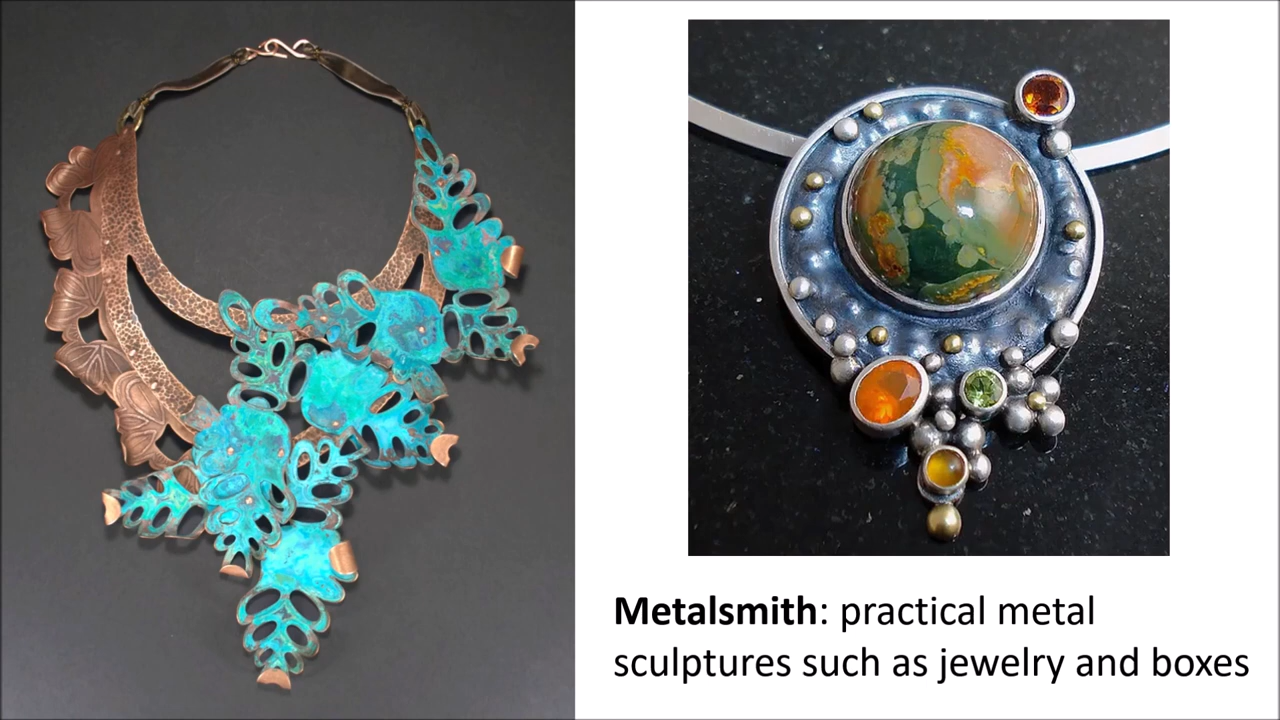 Metalsmith: practical metal
sculptures such as jewelry and boxes